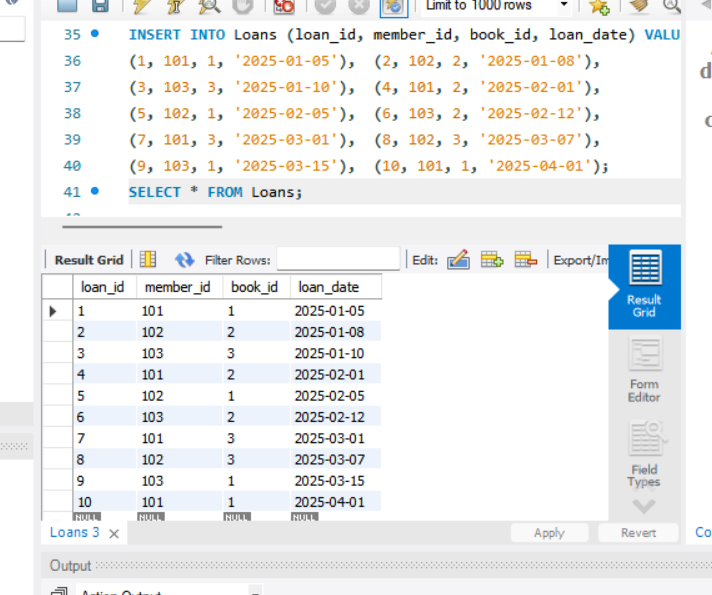 Limit to 1000 rows
35 INSERT INTO Loans (loan_id, member_id, book_id, loan_date) VALU
36 (1, 101, 1, '2025-01-05'), (2, 102, 2, '2025-01-08'),
37 (3, 103, 3, '2025-01-10'), (4, 101, 2, '2025-02-01'),
38 (5, 102, 1, '2025-02-05'), (6, 103, 2, '2025-02-12'),
39 (7, 101, 3, '2025-03-01'), (8, 102, 3, '2025-03-07'),
40 (9, 103, 1, '2025-03-15'), (10, 101, 1, '2025-04-01');
41 SELECT * FROM Loans;
Result Grid Filter Rows: Edit: Export/Im
loan_id member_id book_id loan_date
1 101 1 2025-01-05
2 102 2 2025-01-08
3 103 3 2025-01-10
4 101 2 2025-02-01
5 102 1 2025-02-05
6 103 2 2025-02-12
7 101 3 2025-03-01
8 102 3 2025-03-07
9 103 1 2025-03-15
10 101 1 2025-04-01
NULL NULL NULL NULL
Result
Grid
Form
Editor
Field
Types
Loans 3 Apply Revert Co
Output
Action Output